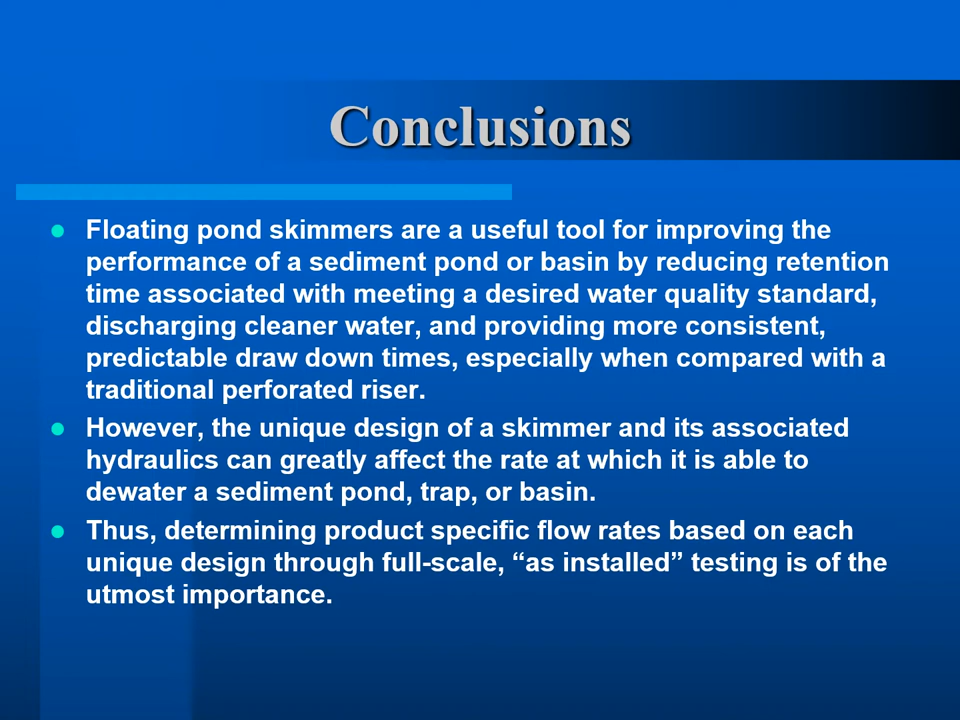 Conclusions
Floating pond skimmers are a useful tool for improving the
performance of a sediment pond or basin by reducing retention
time associated with meeting a desired water quality standard,
discharging cleaner water, and providing more consistent,
predictable draw down times, especially when compared with a
traditional perforated riser.
However, the unique design of a skimmer and its associated
hydraulics can greatly affect the rate at which it is able to
dewater a sediment pond, trap, or basin.
Thus, determining product specific flow rates based on each
unique design through full-scale, “as installed” testing is of the
utmost importance.